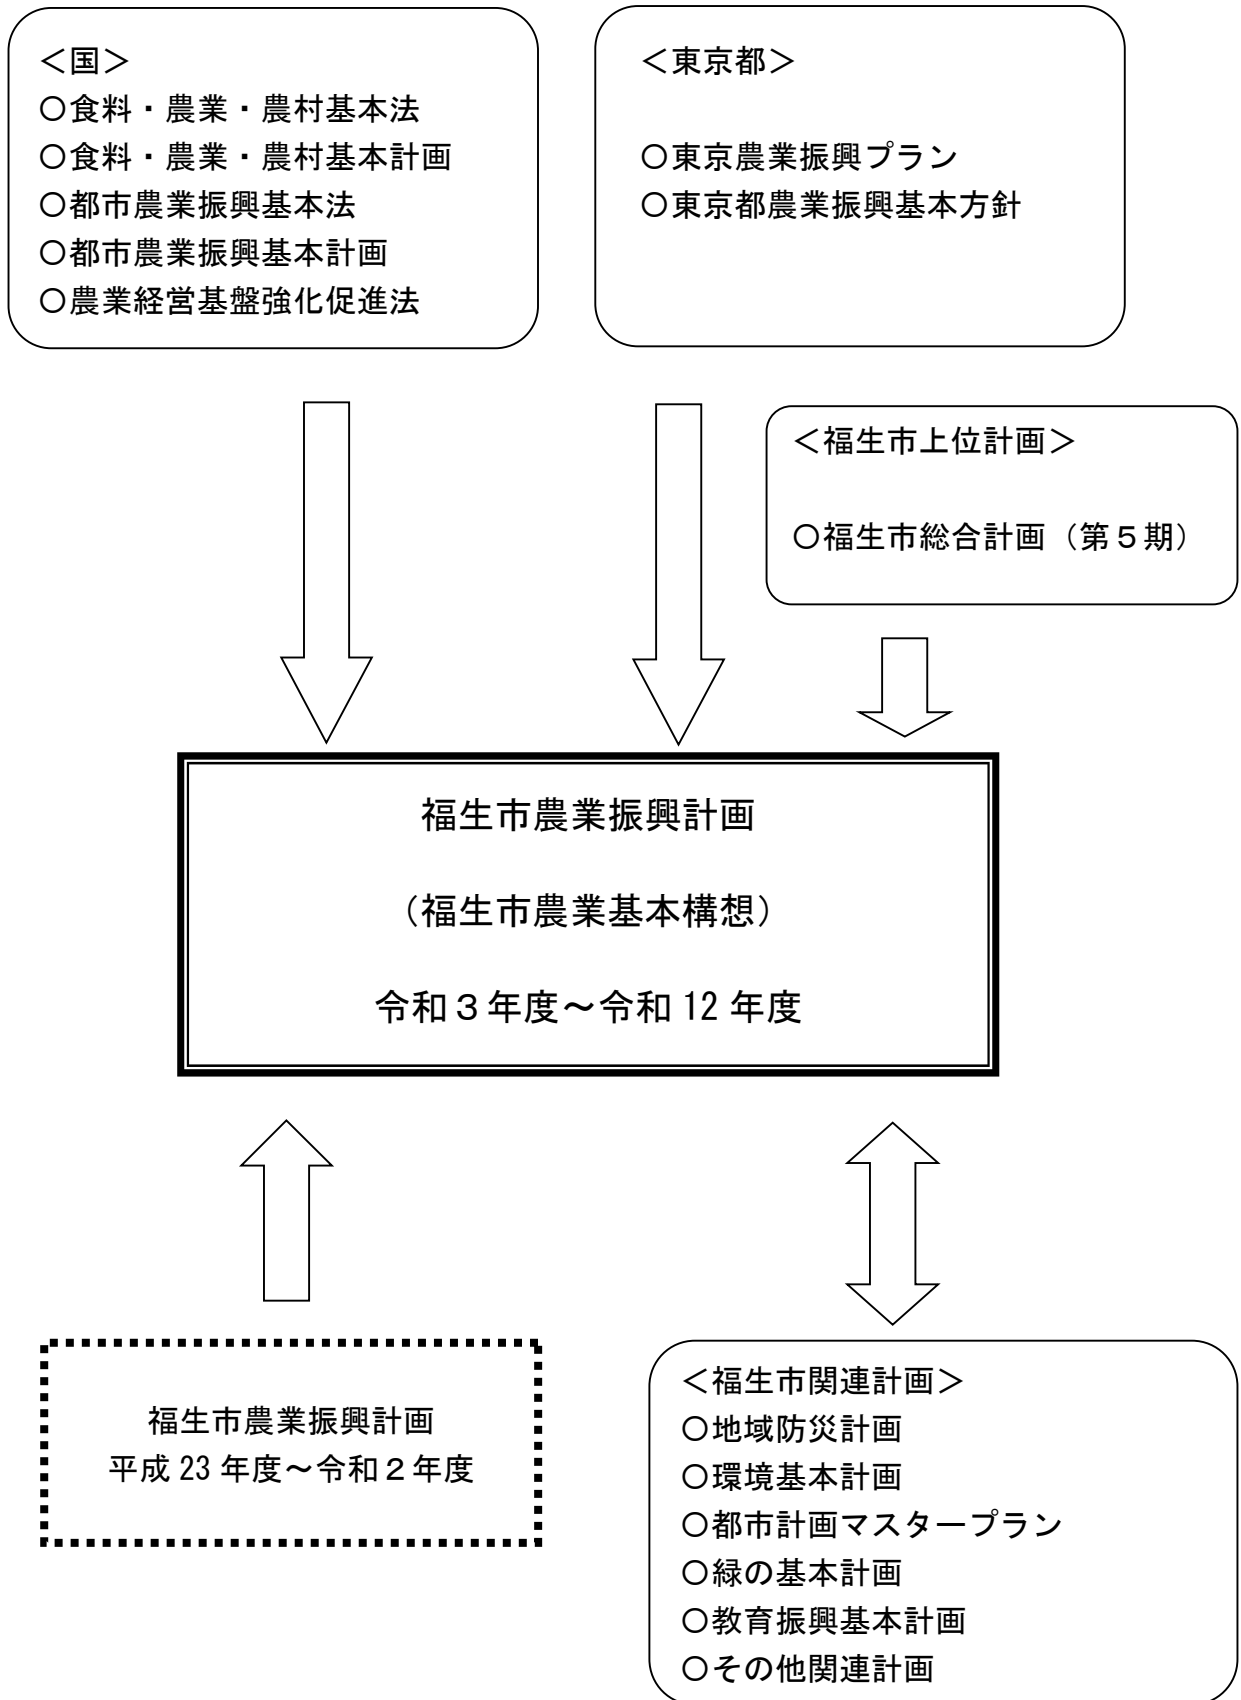 ＜国＞
○食料・農業・農村基本法
○食料・農業・農村基本計画
○都市農業振興基本法
○都市農業振興基本計画
○農業経営基盤強化促進法
＜東京都＞
○東京農業振興プラン
○東京都農業振興基本方針
＜福生市上位計画＞
○福生市総合計画（第５期）
福生市農業振興計画
（福生市農業基本構想）
令和３年度～令和 12 年度
福生市農業振興計画
平成 23 年度～令和２年度
＜福生市関連計画＞
○地域防災計画
○環境基本計画
○都市計画マスタープラン
○緑の基本計画
○教育振興基本計画
○その他関連計画